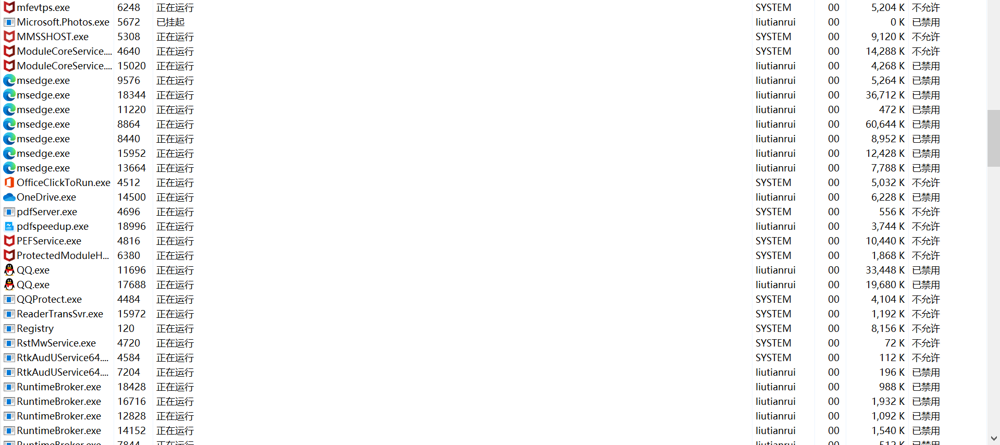 mfevtps.exe 6248 正在运行 SYSTEM 00 5,204 K 不允许
Microsoft.Photos.exe 5672 已挂起 liutianrui 00 0 K 已禁用
MMSSHOST.exe 5308 正在运行 SYSTEM 00 9,120 K 不允许
ModuleCoreService.... 4640 正在运行 SYSTEM 00 14,288 K 不允许
ModuleCoreService.... 15020 正在运行 liutianrui 00 4,268 K 已禁用
msedge.exe 9576 正在运行 liutianrui 00 5,264 K 已禁用
msedge.exe 18344 正在运行 liutianrui 00 36,712 K 已禁用
msedge.exe 11220 正在运行 liutianrui 00 472 K 已禁用
msedge.exe 8864 正在运行 liutianrui 00 60,644 K 已禁用
msedge.exe 8440 正在运行 liutianrui 00 8,952 K 已禁用
msedge.exe 15952 正在运行 liutianrui 00 12,428 K 已禁用
msedge.exe 13664 正在运行 liutianrui 00 7,788 K 已禁用
OfficeClickToRun.exe 4512 正在运行 SYSTEM 00 5,032 K 不允许
OneDrive.exe 14500 正在运行 liutianrui 00 6,228 K 已禁用
pdfServer.exe 4696 正在运行 SYSTEM 00 556 K 不允许
pdfspeedup.exe 18996 正在运行 liutianrui 00 3,744 K 不允许
PEFService.exe 4816 正在运行 SYSTEM 00 10,440 K 不允许
ProtectedModuleH... 6380 正在运行 SYSTEM 00 1,868 K 不允许
QQ.exe 11696 正在运行 liutianrui 00 33,448 K 已禁用
QQ.exe 17688 正在运行 liutianrui 00 19,680 K 已禁用
QQProtect.exe 4484 正在运行 SYSTEM 00 4,104 K 不允许
ReaderTransSvr.exe 15972 正在运行 SYSTEM 00 1,192 K 不允许
Registry 120 正在运行 SYSTEM 00 8,156 K 不允许
RstMwService.exe 4720 正在运行 SYSTEM 00 72 K 不允许
RtkAudUService64.... 4584 正在运行 SYSTEM 00 112 K 不允许
RtkAudUService64.... 7204 正在运行 liutianrui 00 196 K 已禁用
RuntimeBroker.exe 18428 正在运行 liutianrui 00 988 K 已禁用
RuntimeBroker.exe 16716 正在运行 liutianrui 00 1,932 K 已禁用
RuntimeBroker.exe 12828 正在运行 liutianrui 00 1,092 K 已禁用
RuntimeBroker.exe 14152 正在运行 liutianrui 00 1,540 K 已禁用
RuntimeBroker.exe 7844 正在运行 liutianrui 00 512 K 已禁用